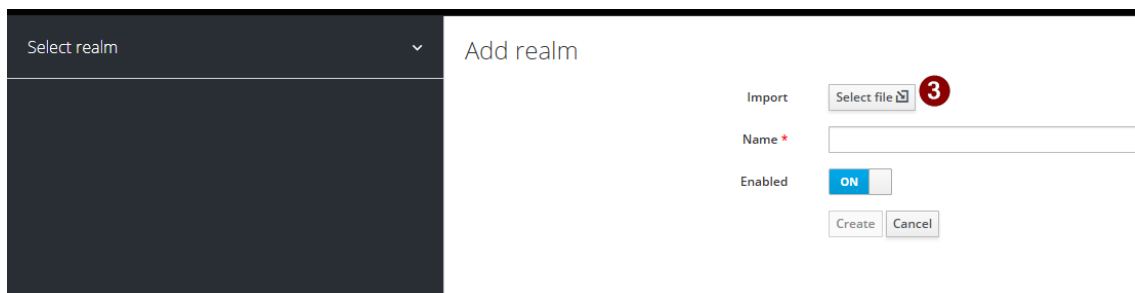 Select realm
Add realm
Import Select file 3
Name *
Enabled ON
Create Cancel